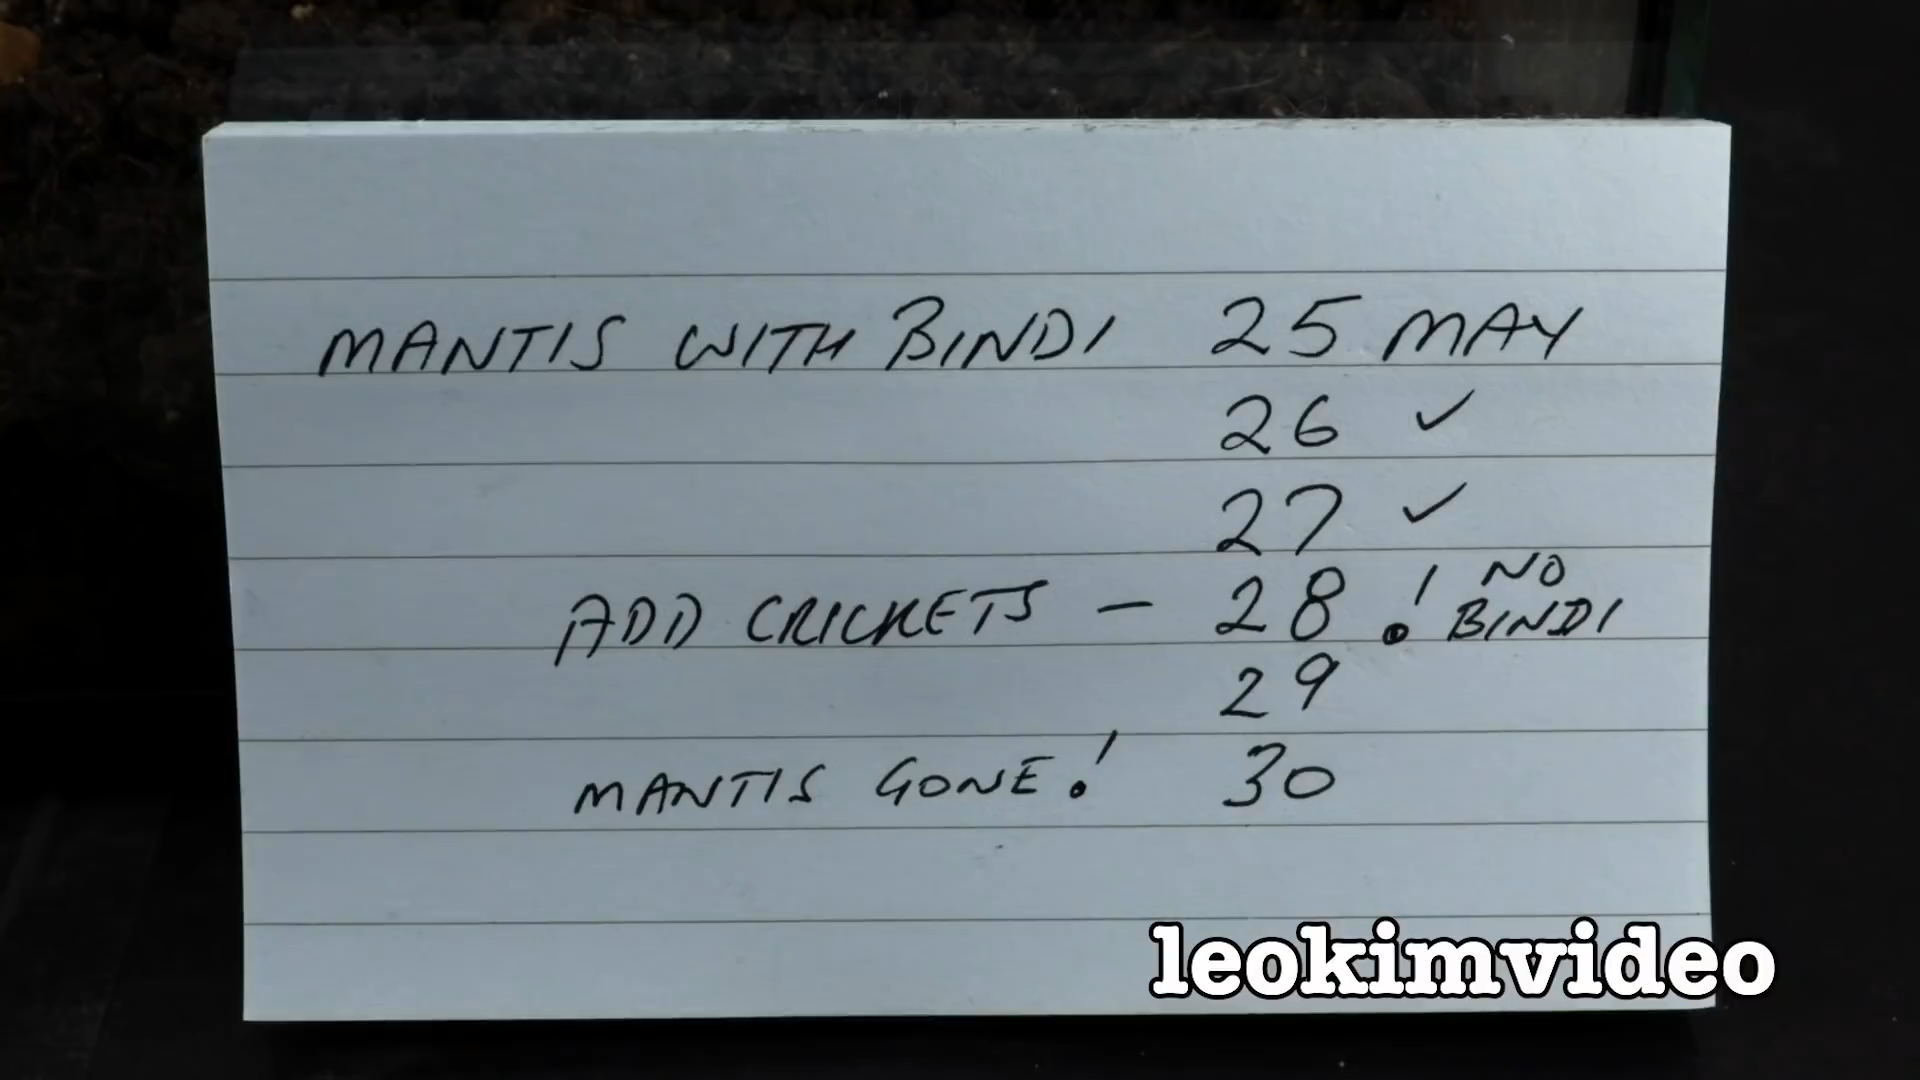 MANTIS WITH BINDI 25 MAY
26 ✓
27 ✓
ADD CRICKETS — 28 ! NO BINDI
29
MANTIS GONE! 30
leokimvideo